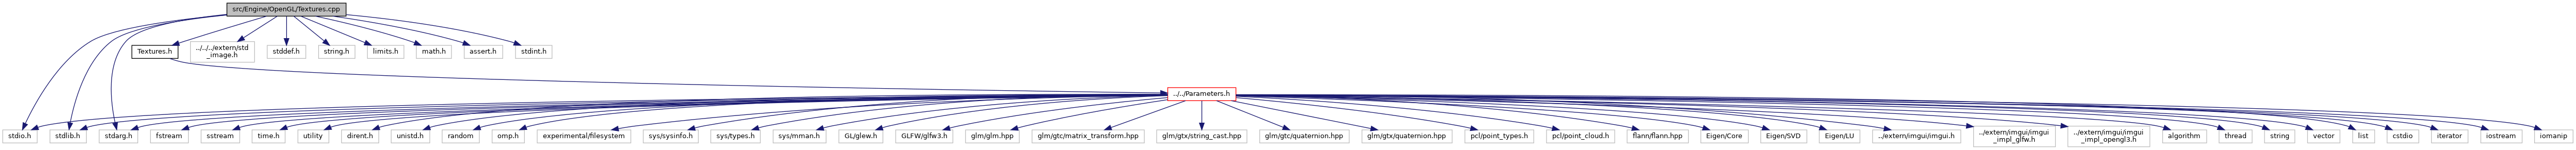 src/Engine/OpenGL/Textures.cpp
Textures.h
../../../extern/std
_image.h
stddef.h
string.h
limits.h
math.h
assert.h
stdint.h
../../Parameters.h
stdio.h
stdlib.h
stdarg.h
fstream
sstream
time.h
utility
dirent.h
unistd.h
random
omp.h
experimental/filesystem
sys/sysinfo.h
sys/types.h
sys/mman.h
GL/glew.h
GLFW/glfw3.h
glm/glm.hpp
glm/gtc/matrix_transform.hpp
glm/gtx/string_cast.hpp
glm/gtc/quaternion.hpp
glm/gtx/quaternion.hpp
pcl/point_types.h
pcl/point_cloud.h
flann/flann.hpp
Eigen/Core
Eigen/SVD
Eigen/LU
../extern/imgui/imgui.h
../extern/imgui/imgui
_impl_glfw.h
../extern/imgui/imgui
_impl_opengl3.h
algorithm
thread
string
vector
list
cstdio
iterator
iostream
iomanip